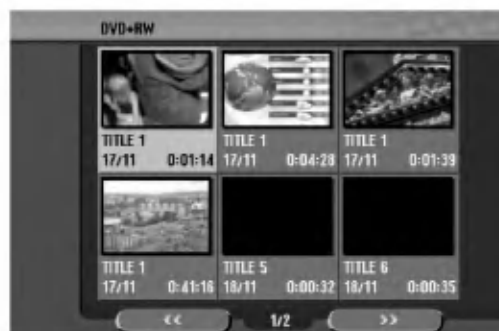 DVD+RW
TITLE 1
17/11 0:01:14
TITLE 1
17/11 0:04:28
TITLE 1
17/11 0:01:39
TITLE 1
17/11 0:41:16
TITLE 5
18/11 0:00:32
TITLE 6
18/11 0:00:35
<< 1/2 >>